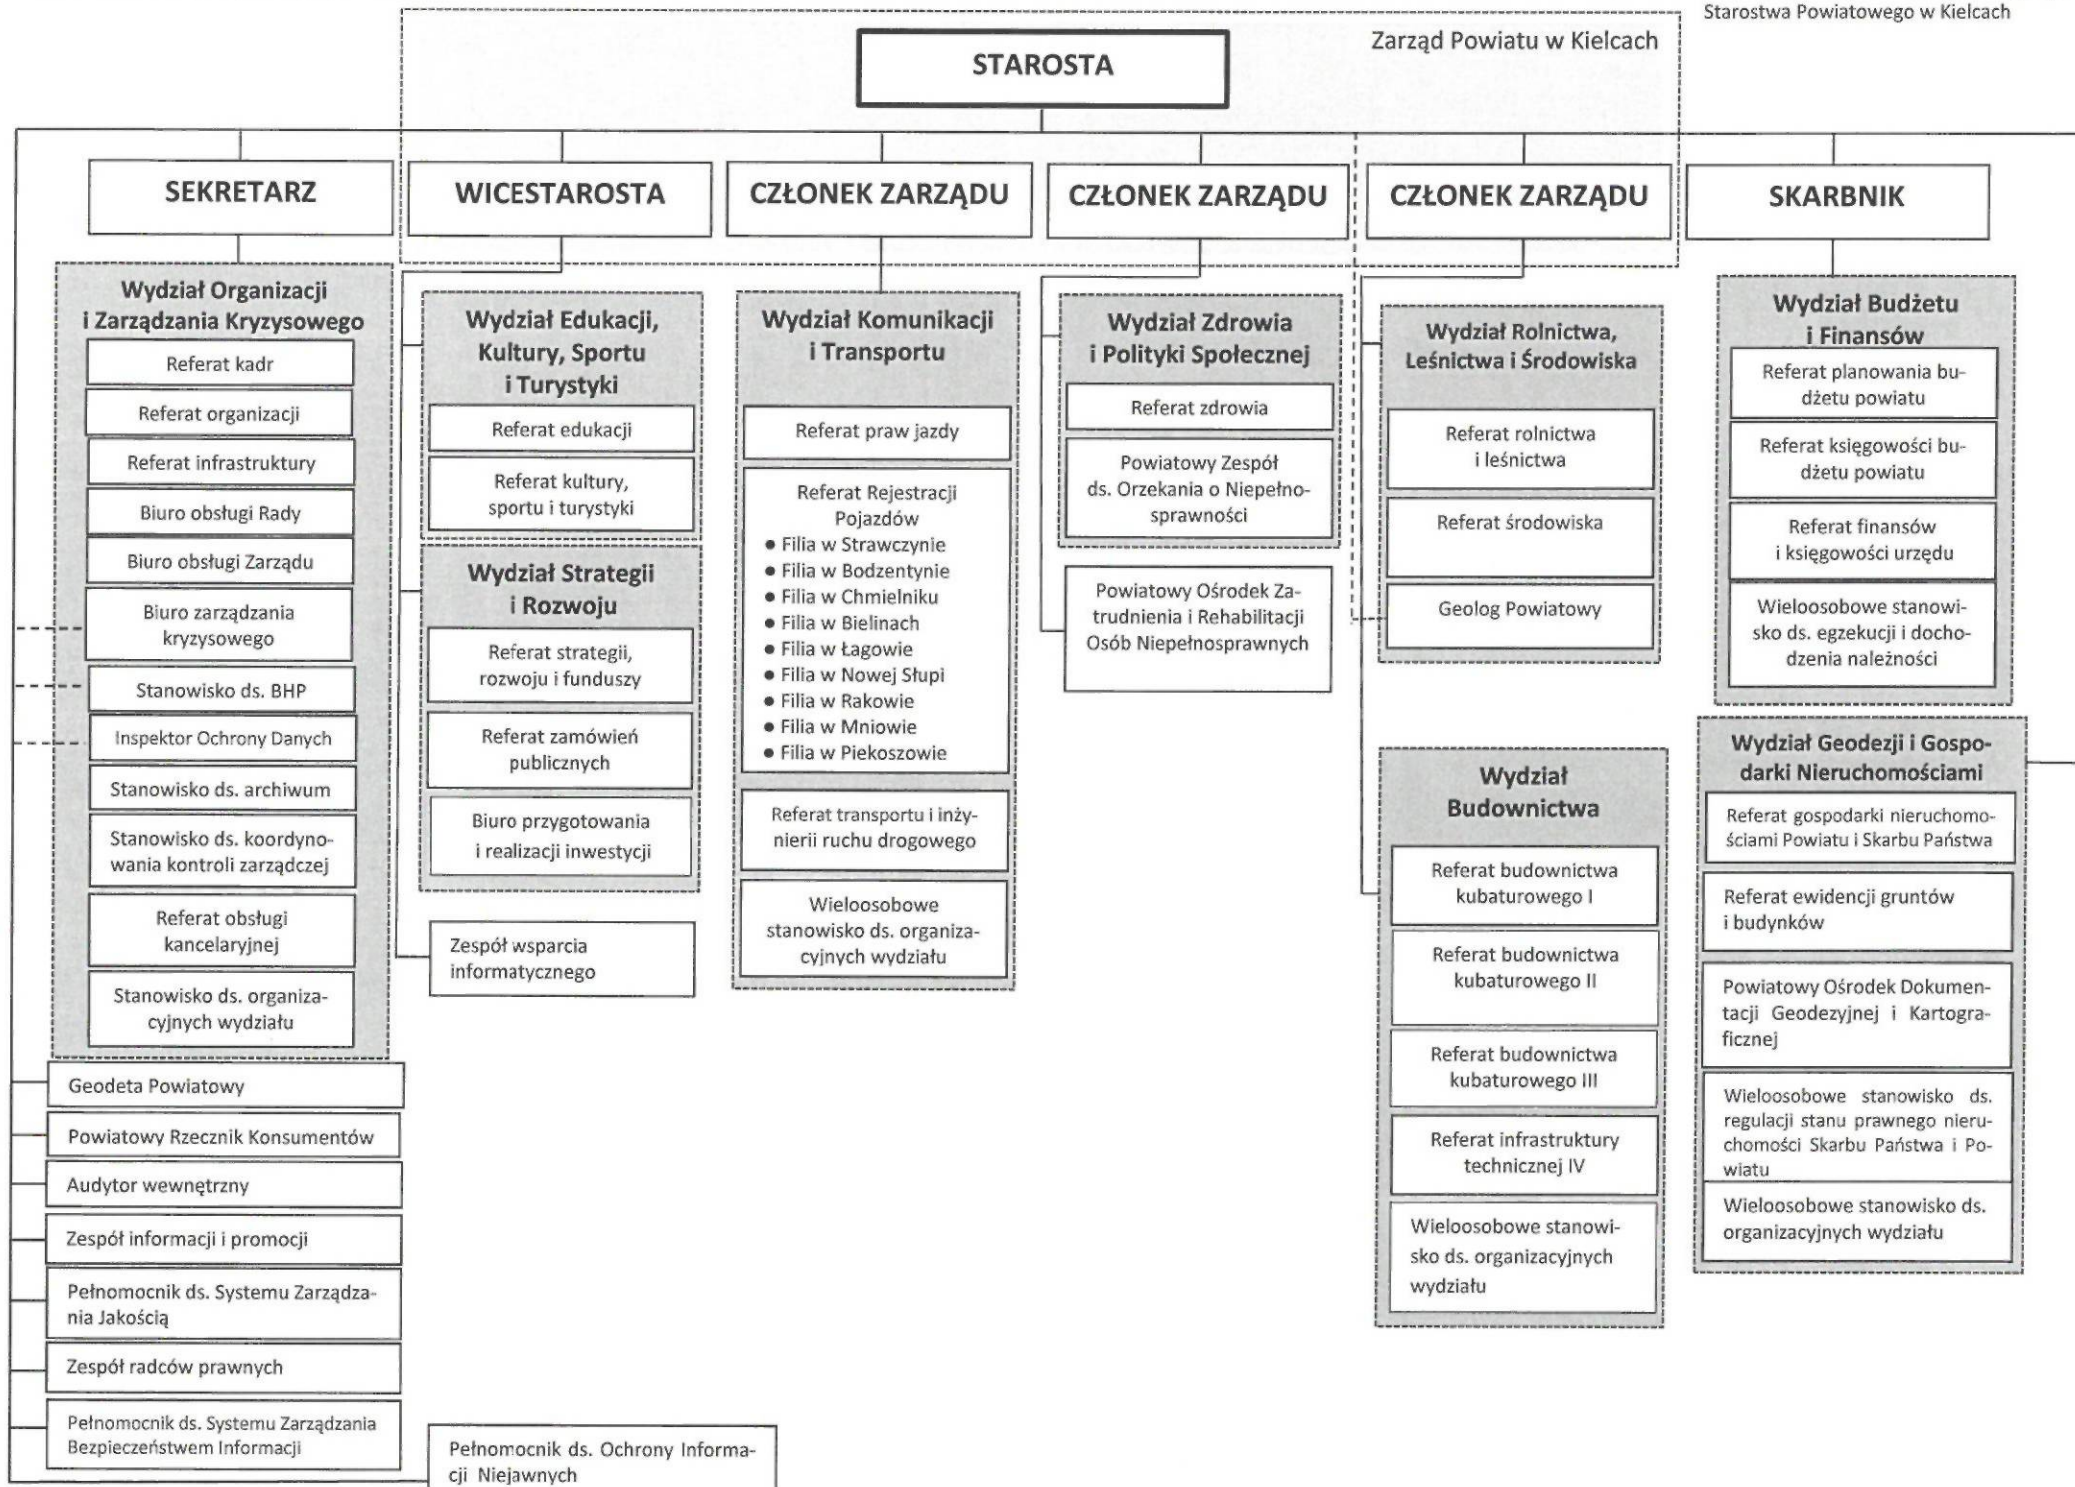 Starostwa Powiatowego w Kielcach
Zarząd Powiatu w Kielcach
STAROSTA
SEKRETARZ
WICESTAROSTA
CZŁONEK ZARZĄDU
CZŁONEK ZARZĄDU
CZŁONEK ZARZĄDU
SKARBNIK
Wydział Organizacji
i Zarządzania Kryzysowego
Referat kadr
Referat organizacji
Referat infrastruktury
Biuro obsługi Rady
Biuro obsługi Zarządu
Biuro zarządzania
kryzysowego
Stanowisko ds. BHP
Inspektor Ochrony Danych
Stanowisko ds. archiwum
Stanowisko ds. koordyno-
wania kontroli zarządczej
Referat obsługi
kancelaryjnej
Stanowisko ds. organiza-
cyjnych wydziału
Geodeta Powiatowy
Powiatowy Rzecznik Konsumentów
Audytor wewnętrzny
Zespół informacji i promocji
Pełnomocnik ds. Systemu Zarządza-
nia Jakością
Zespół radców prawnych
Pełnomocnik ds. Systemu Zarządzania
Bezpieczeństwem Informacji
Pełnomocnik ds. Ochrony Informa-
cji Niejawnych
Wydział Edukacji,
Kultury, Sportu
i Turystyki
Referat edukacji
Referat kultury,
sportu i turystyki
Wydział Strategii
i Rozwoju
Referat strategii,
rozwoju i funduszy
Referat zamówień
publicznych
Biuro przygotowania
i realizacji inwestycji
Zespół wsparcia
informatycznego
Wydział Komunikacji
i Transportu
Referat praw jazdy
Referat Rejestracji
Pojazdów
● Filia w Strawczynie
● Filia w Bodzentynie
● Filia w Chmielniku
● Filia w Bielinach
● Filia w Łagowie
● Filia w Nowej Słupi
● Filia w Rakowie
● Filia w Mniowie
● Filia w Piekoszowie
Referat transportu i inży-
nierii ruchu drogowego
Wieloosobowe
stanowisko ds. organiza-
cyjnych wydziału
Wydział Zdrowia
i Polityki Społecznej
Referat zdrowia
Powiatowy Zespół
ds. Orzekania o Niepełno-
sprawności
Powiatowy Ośrodek Za-
trudnienia i Rehabilitacji
Osób Niepełnosprawnych
Wydział Rolnictwa,
Leśnictwa i Środowiska
Referat rolnictwa
i leśnictwa
Referat środowiska
Geolog Powiatowy
Wydział
Budownictwa
Referat budownictwa
kubaturowego I
Referat budownictwa
kubaturowego II
Referat budownictwa
kubaturowego III
Referat infrastruktury
technicznej IV
Wieloosobowe stanowi-
sko ds. organizacyjnych
wydziału
Wydział Budżetu
i Finansów
Referat planowania bu-
dżetu powiatu
Referat księgowości bu-
dżetu powiatu
Referat finansów
i księgowości urzędu
Wieloosobowe stanowi-
sko ds. egzekucji i docho-
dzenia należności
Wydział Geodezji i Gospo-
darki Nieruchomościami
Referat gospodarki nieruchomo-
ściami Powiatu i Skarbu Państwa
Referat ewidencji gruntów
i budynków
Powiatowy Ośrodek Dokumen-
tacji Geodezyjnej i Kartogra-
ficznej
Wieloosobowe stanowisko ds.
regulacji stanu prawnego nieru-
chomości Skarbu Państwa i Po-
wiatu
Wieloosobowe stanowisko ds.
organizacyjnych wydziału